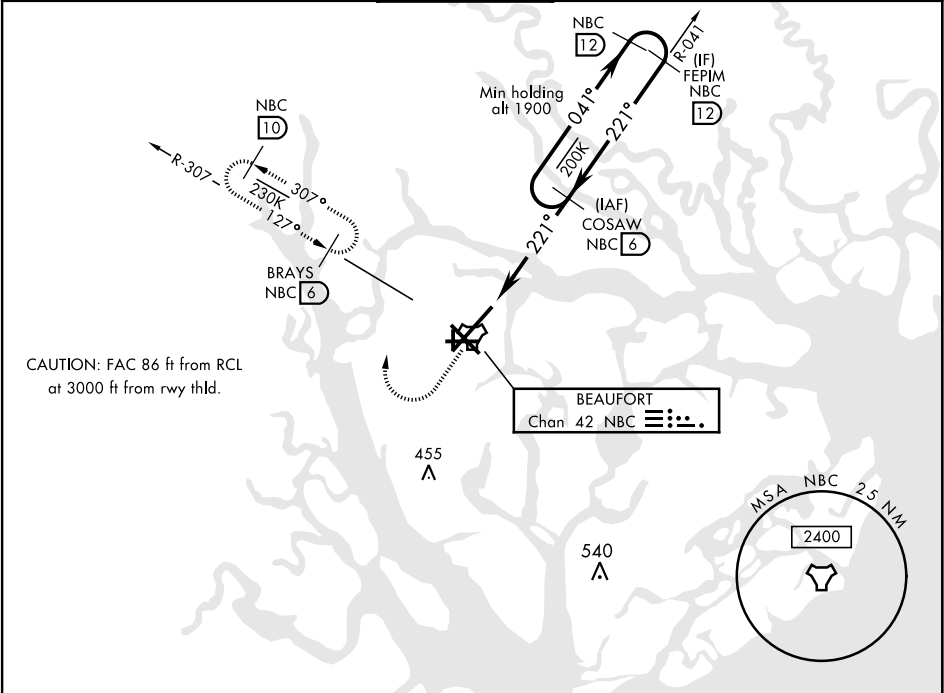 NBC
12
R-041
(IF)
FEPIM
NBC
12
Min holding
alt 1900
041°
221°
200K
NBC
10
R-307
307°
230K
127°
(IAF)
COSAW
NBC 6
221°
BRAYS
NBC 6
CAUTION: FAC 86 ft from RCL
at 3000 ft from rwy thld.
BEAUFORT
Chan 42 NBC
455
540
MSA NBC 25 NM
2400